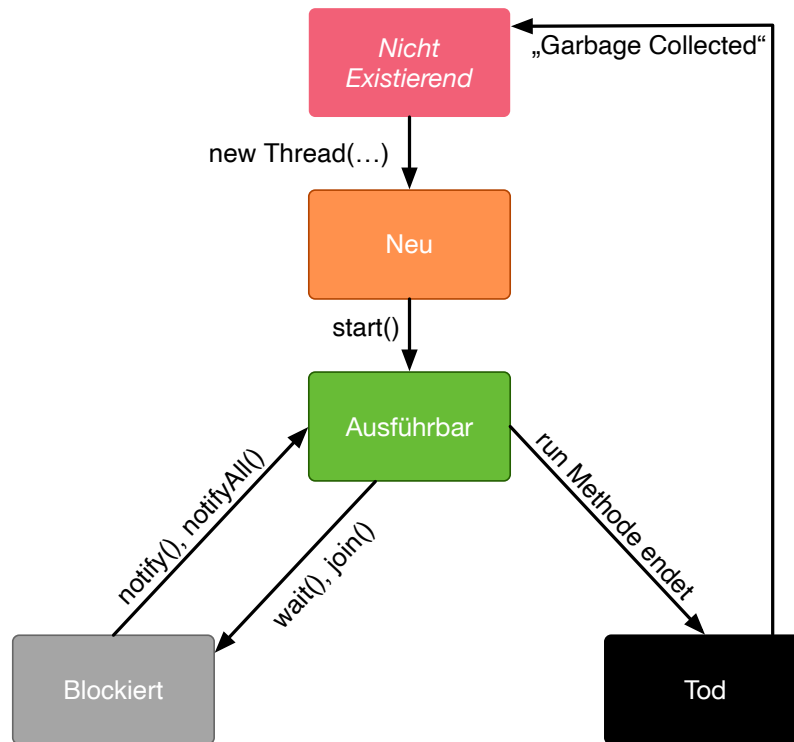 Nicht
Existierend
„Garbage Collected“
new Thread(…)
Neu
start()
Ausführbar
notify(), notifyAll()
wait(), join()
run Methode endet
Blockiert
Tod